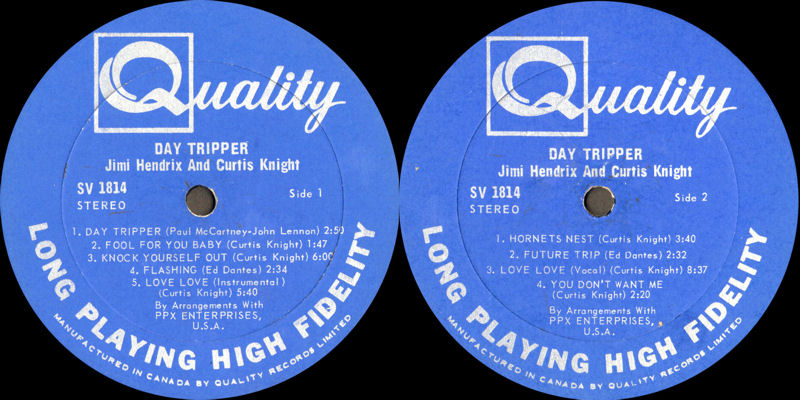 Quality
DAY TRIPPER
Jimi Hendrix And Curtis Knight
SV 1814
STEREO
Side 1
1. DAY TRIPPER (Paul McCartney-John Lennon) 2:50
2. FOOL FOR YOU BABY (Curtis Knight) 1:47
3. KNOCK YOURSELF OUT (Curtis Knight) 6:00
4. FLASHING (Ed Dantes) 2:34
5. LOVE LOVE (Instrumental)
(Curtis Knight) 5:40
By Arrangements With
PPX ENTERPRISES,
U.S.A.
LONG PLAYING HIGH FIDELITY
MANUFACTURED IN CANADA BY QUALITY RECORDS LIMITED
Quality
DAY TRIPPER
Jimi Hendrix And Curtis Knight
SV 1814
STEREO
Side 2
1. HORNETS NEST (Curtis Knight) 3:40
2. FUTURE TRIP (Ed Dantes) 2:32
3. LOVE LOVE (Vocal) (Curtis Knight) 8:37
4. YOU DON'T WANT ME
(Curtis Knight) 2:20
By Arrangements With
PPX ENTERPRISES,
U.S.A.
LONG PLAYING HIGH FIDELITY
MANUFACTURED IN CANADA BY QUALITY RECORDS LIMITED